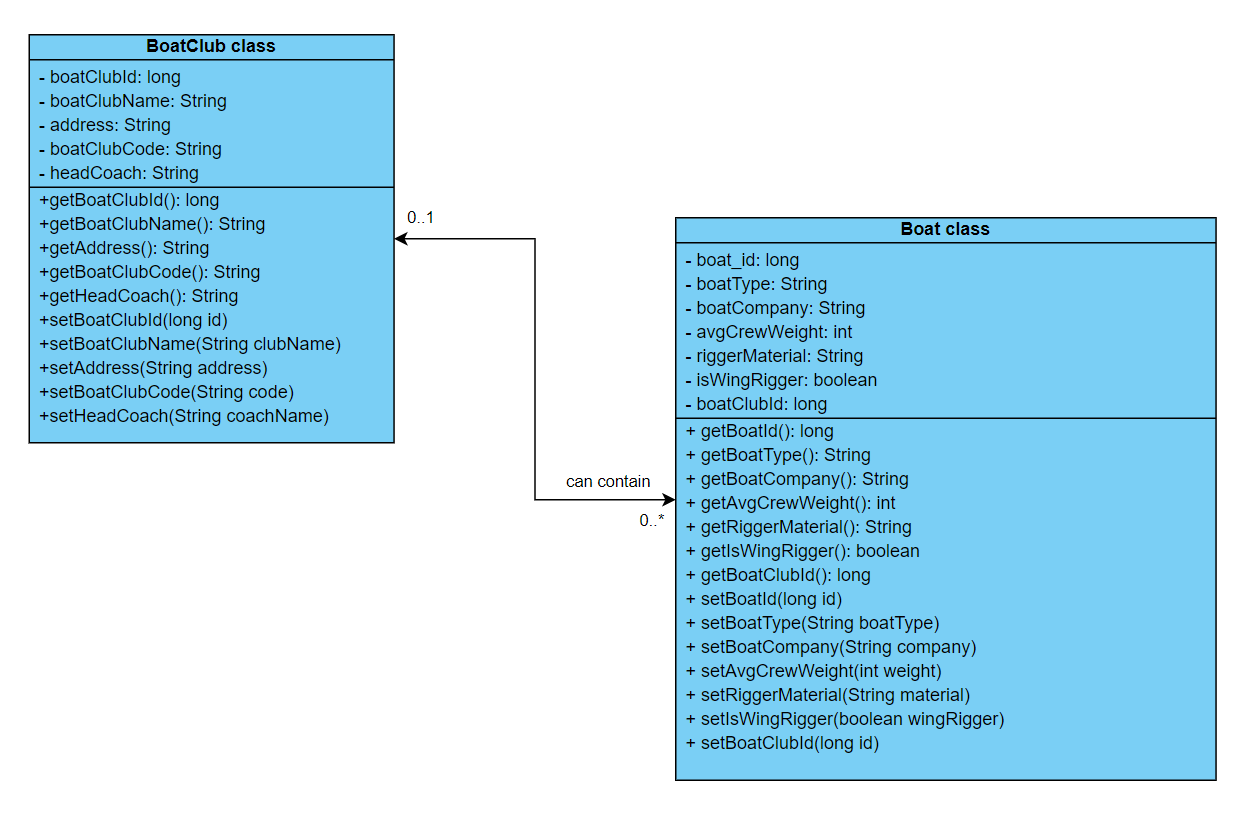 BoatClub class
- boatClubId: long
- boatClubName: String
- address: String
- boatClubCode: String
- headCoach: String
+getBoatClubId(): long
+getBoatClubName(): String
+getAddress(): String
+getBoatClubCode(): String
+getHeadCoach(): String
+setBoatClubId(long id)
+setBoatClubName(String clubName)
+setAddress(String address)
+setBoatClubCode(String code)
+setHeadCoach(String coachName)
0..1
can contain
0..*
Boat class
- boat_id: long
- boatType: String
- boatCompany: String
- avgCrewWeight: int
- riggerMaterial: String
- isWingRigger: boolean
- boatClubId: long
+ getBoatId(): long
+ getBoatType(): String
+ getBoatCompany(): String
+ getAvgCrewWeight(): int
+ getRiggerMaterial(): String
+ getIsWingRigger(): boolean
+ getBoatClubId(): long
+ setBoatId(long id)
+ setBoatType(String boatType)
+ setBoatCompany(String company)
+ setAvgCrewWeight(int weight)
+ setRiggerMaterial(String material)
+ setIsWingRigger(boolean wingRigger)
+ setBoatClubId(long id)